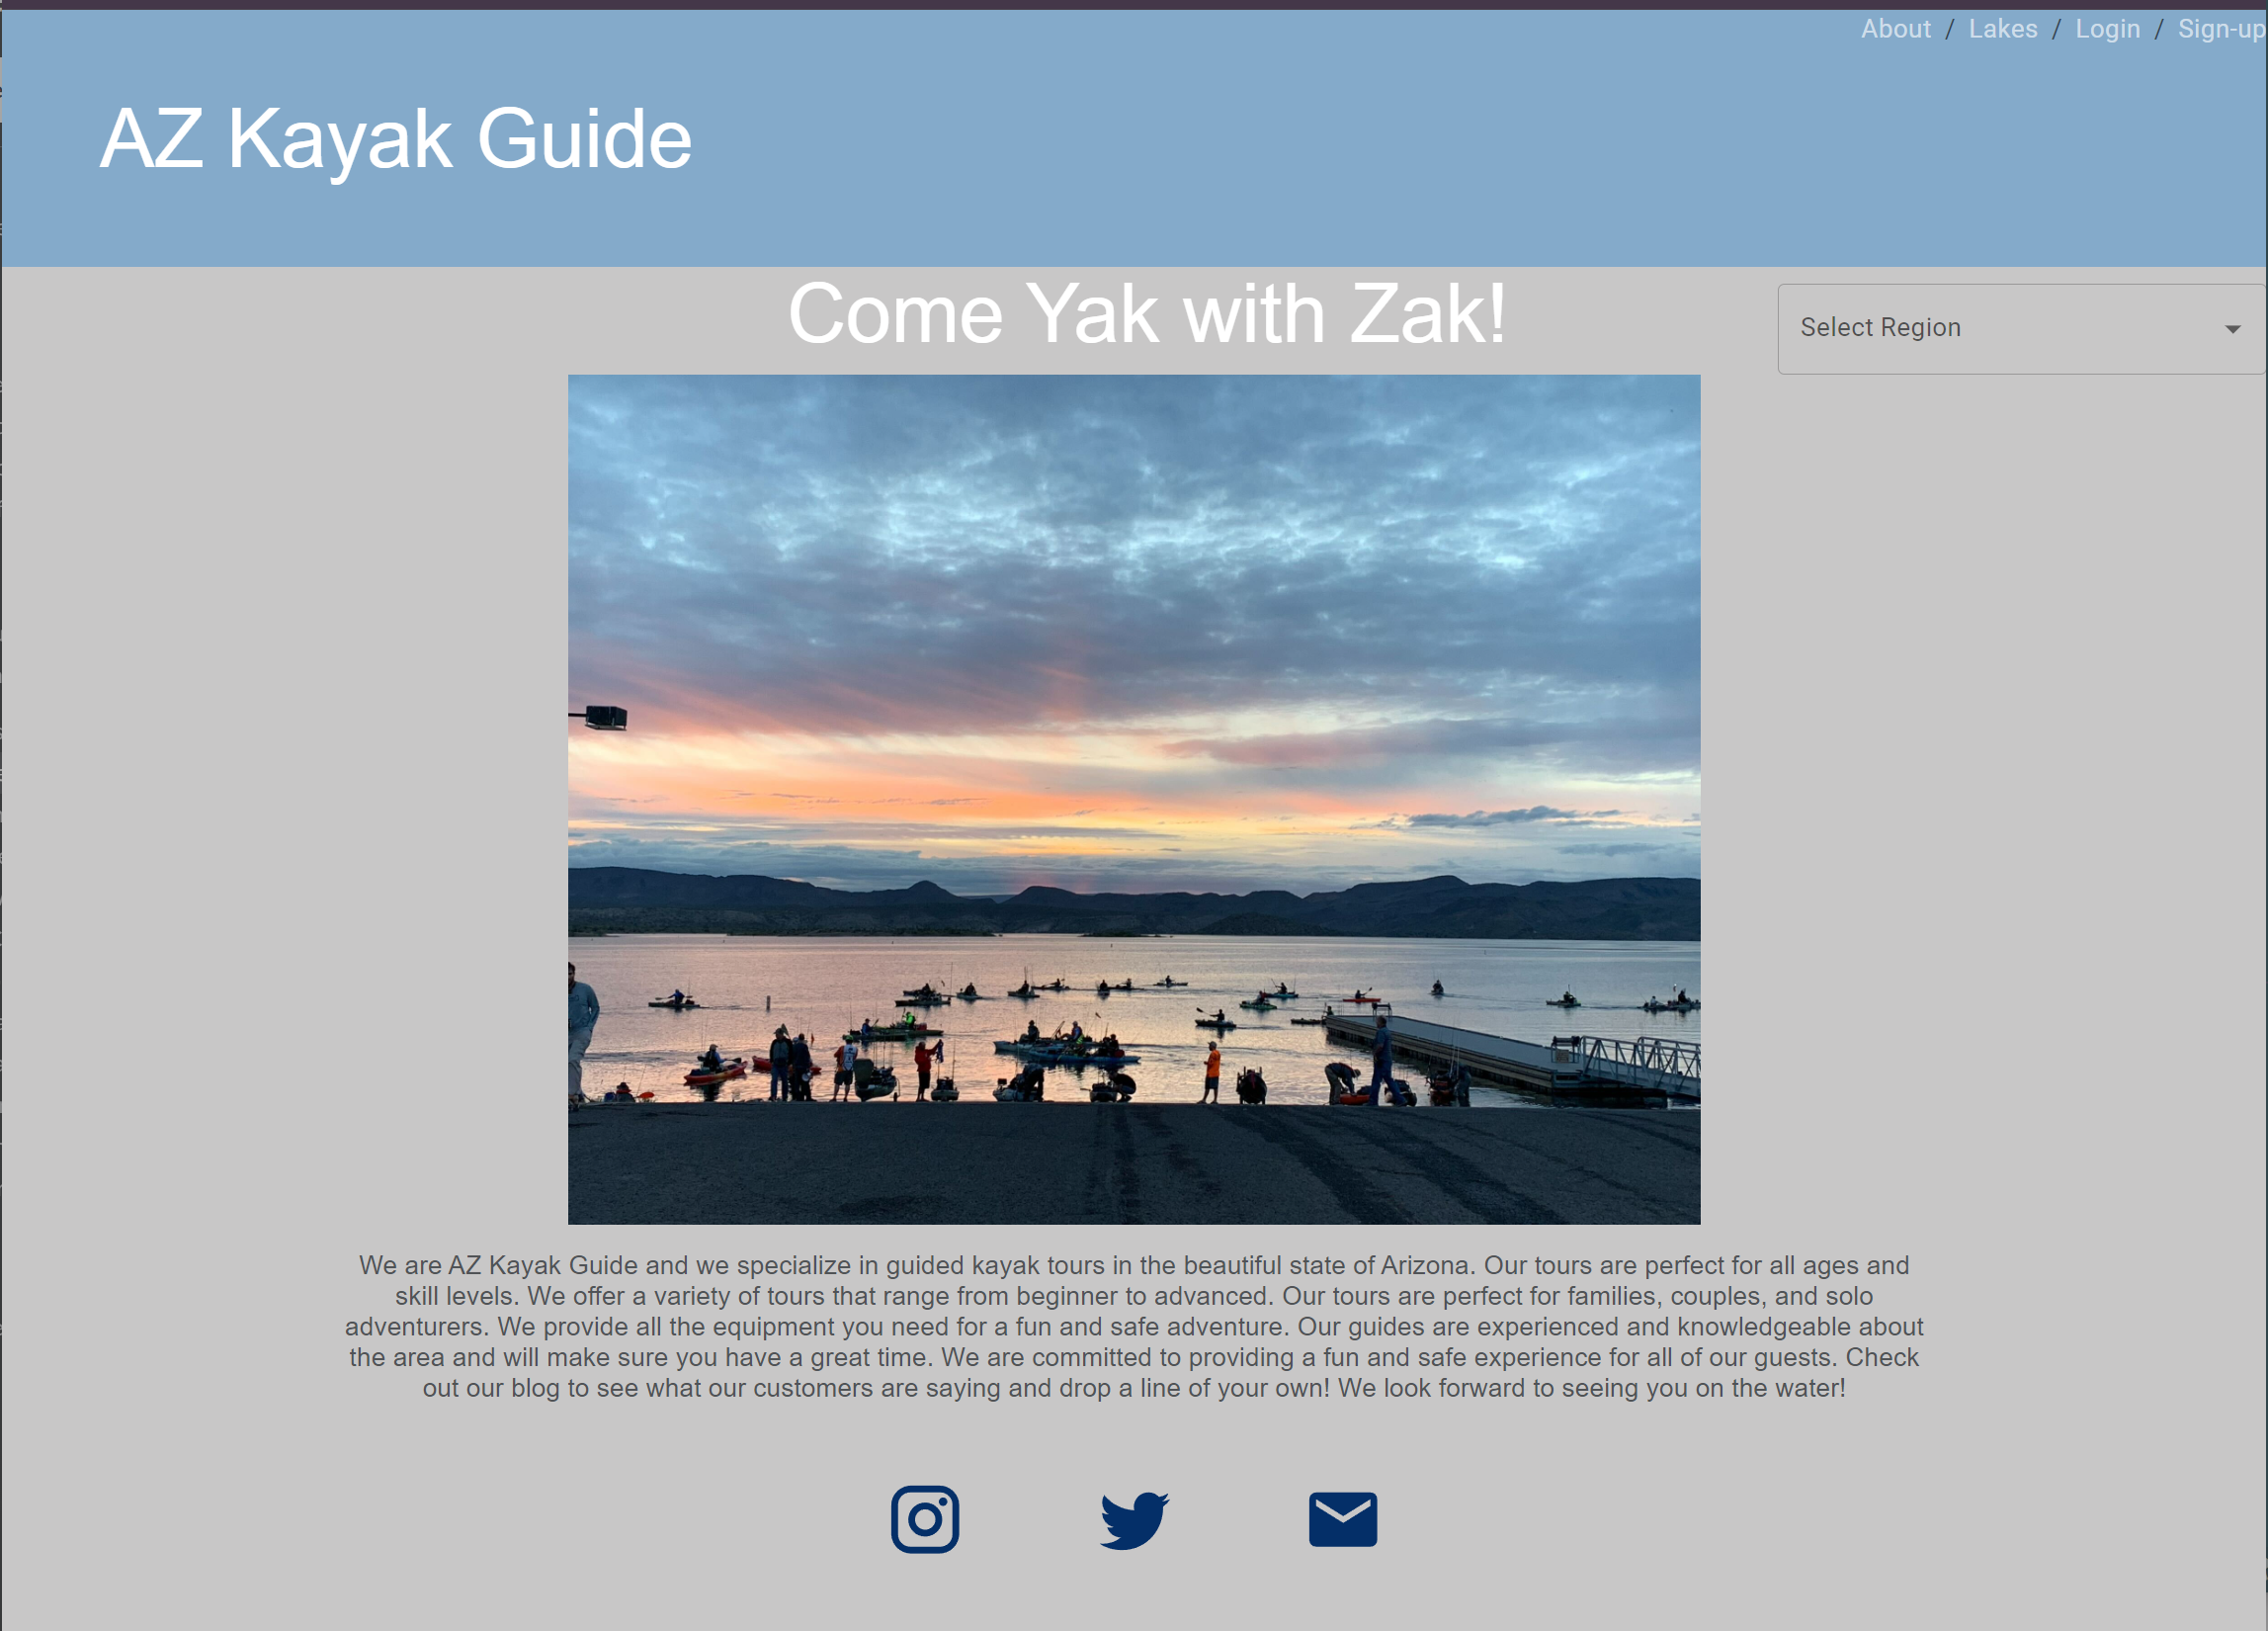 About / Lakes / Login / Sign-up
AZ Kayak Guide
Come Yak with Zak!
Select Region
We are AZ Kayak Guide and we specialize in guided kayak tours in the beautiful state of Arizona. Our tours are perfect for all ages and
skill levels. We offer a variety of tours that range from beginner to advanced. Our tours are perfect for families, couples, and solo
adventurers. We provide all the equipment you need for a fun and safe adventure. Our guides are experienced and knowledgeable about
the area and will make sure you have a great time. We are committed to providing a fun and safe experience for all of our guests. Check
out our blog to see what our customers are saying and drop a line of your own! We look forward to seeing you on the water!